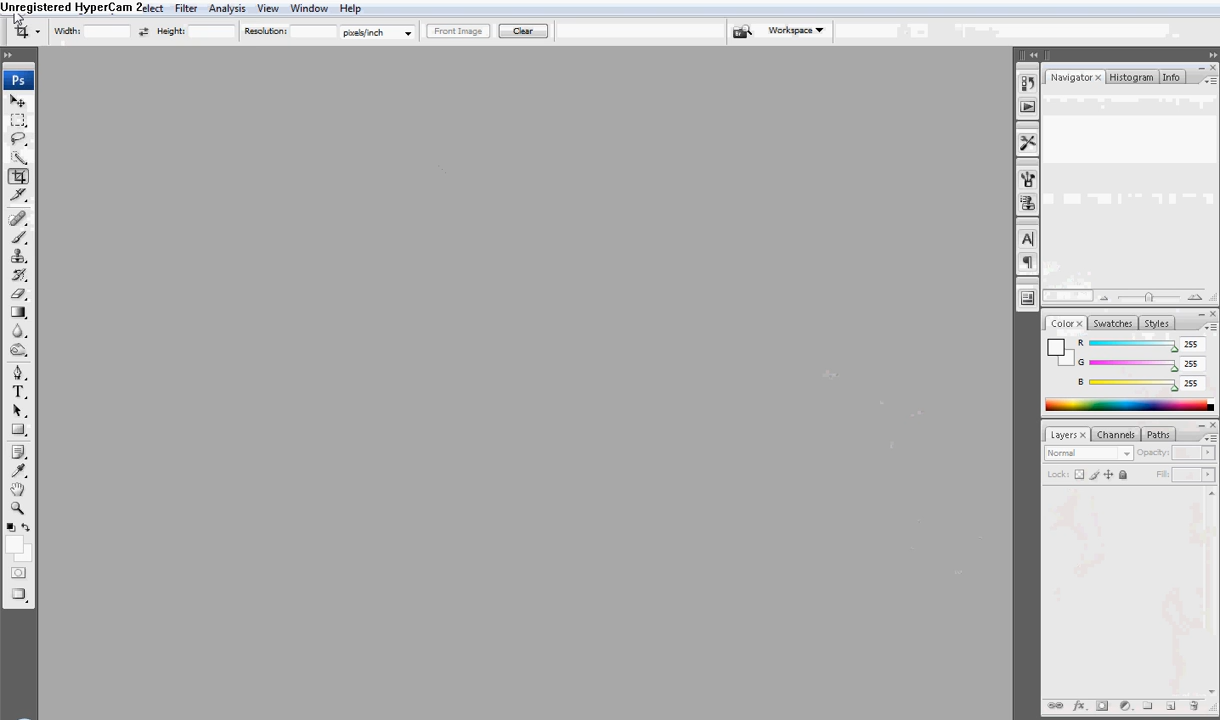 Unregistered HyperCam 2
elect Filter Analysis View Window Help
Width: Height: Resolution: pixels/inch Front Image Clear Workspace
Ps
Navigator Histogram Info
Color Swatches Styles
R 255
G 255
B 255
Layers Channels Paths
Normal Opacity:
Lock: Fill:
A
T